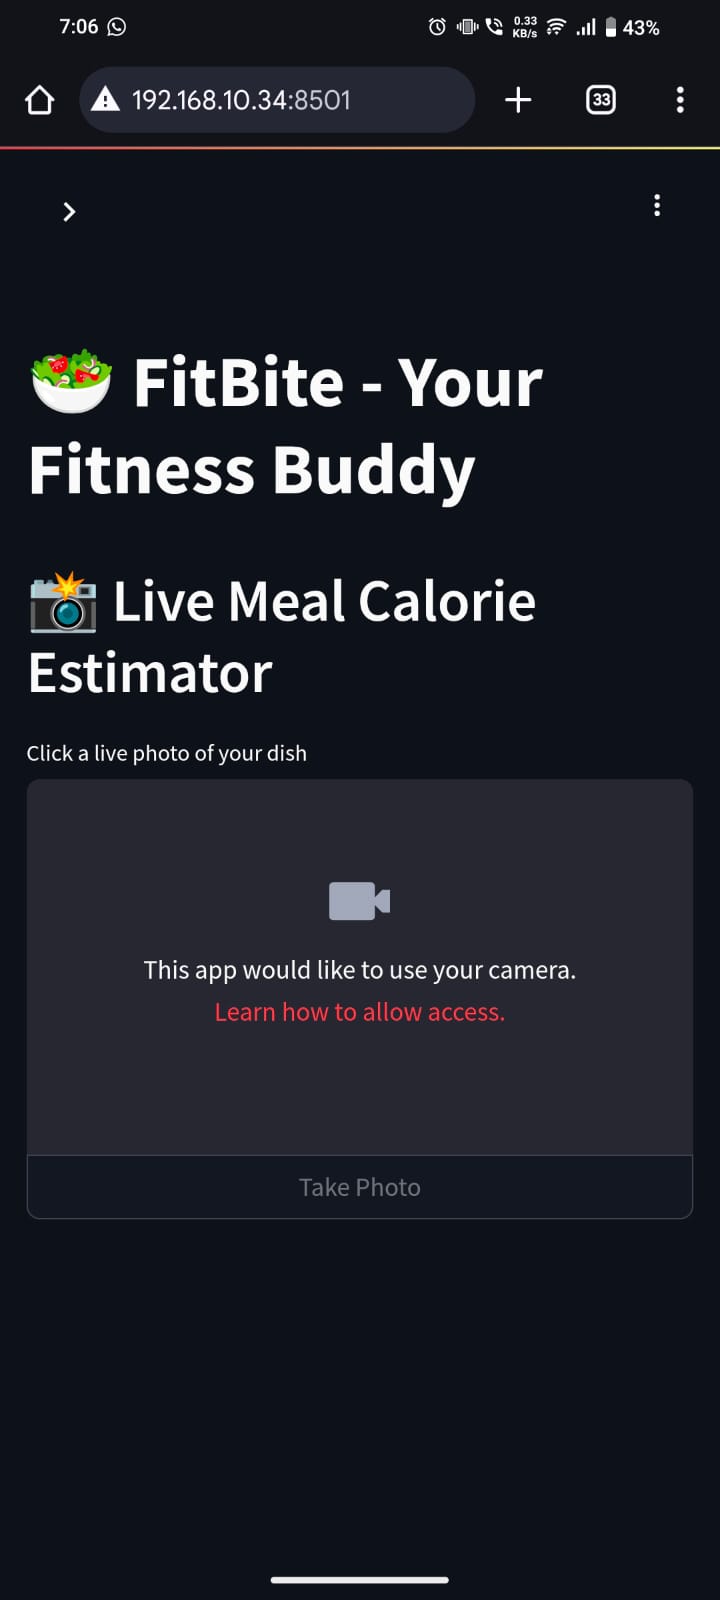 7:06 0.33 KB/s 43%
192.168.10.34:8501 33
FitBite - Your
Fitness Buddy
Live Meal Calorie
Estimator
Click a live photo of your dish
This app would like to use your camera.
Learn how to allow access.
Take Photo